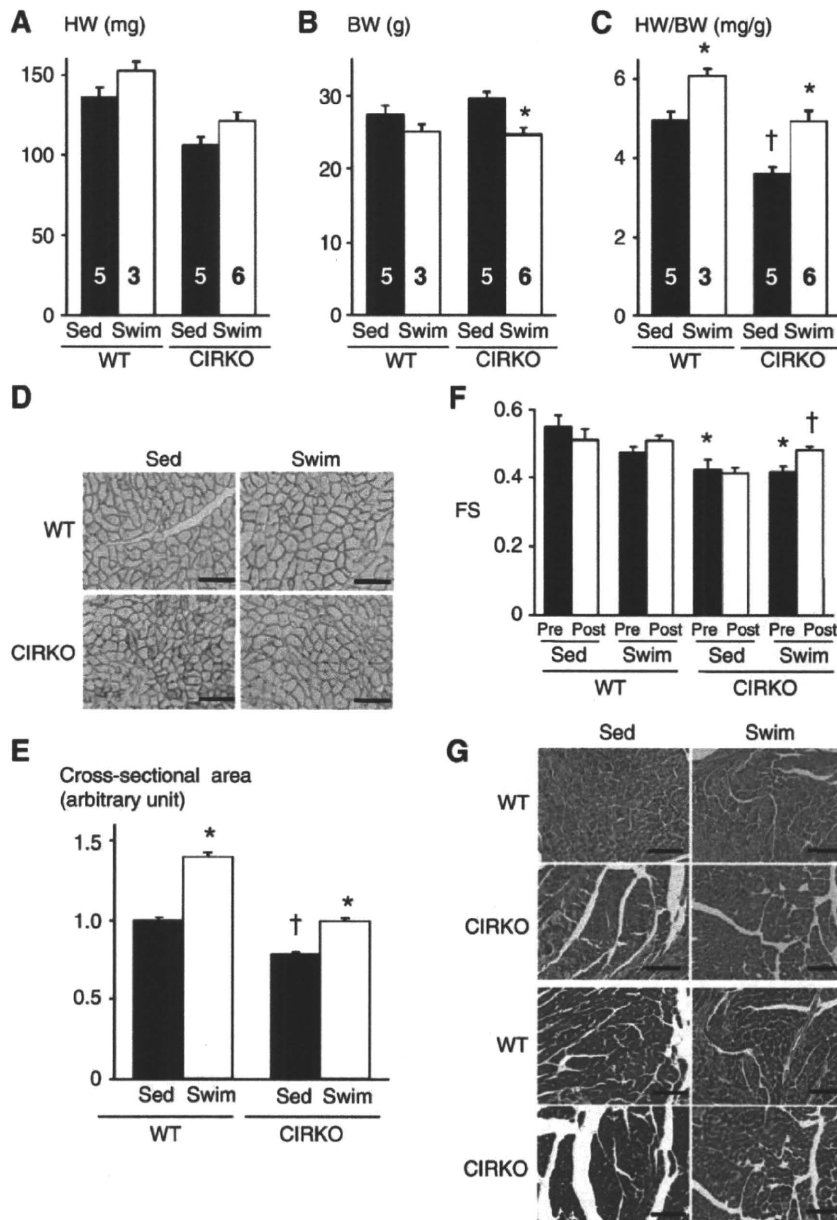 A HW (mg)
150
100
50
0
5 3 5 6
Sed Swim Sed Swim
WT CIRKO
B BW (g)
30
20
10
0
*
5 3 5 6
Sed Swim Sed Swim
WT CIRKO
C HW/BW (mg/g)
6
4
2
0
* † *
5 3 5 6
Sed Swim Sed Swim
WT CIRKO
D
Sed Swim
WT
CIRKO
F
0.6
0.4
0.2
0
FS
* * †
Pre Post Pre Post Pre Post Pre Post
Sed Swim Sed Swim
WT CIRKO
E Cross-sectional area
(arbitrary unit)
1.5
1.0
0.5
0
* † *
Sed Swim Sed Swim
WT CIRKO
G
Sed Swim
WT
CIRKO
WT
CIRKO